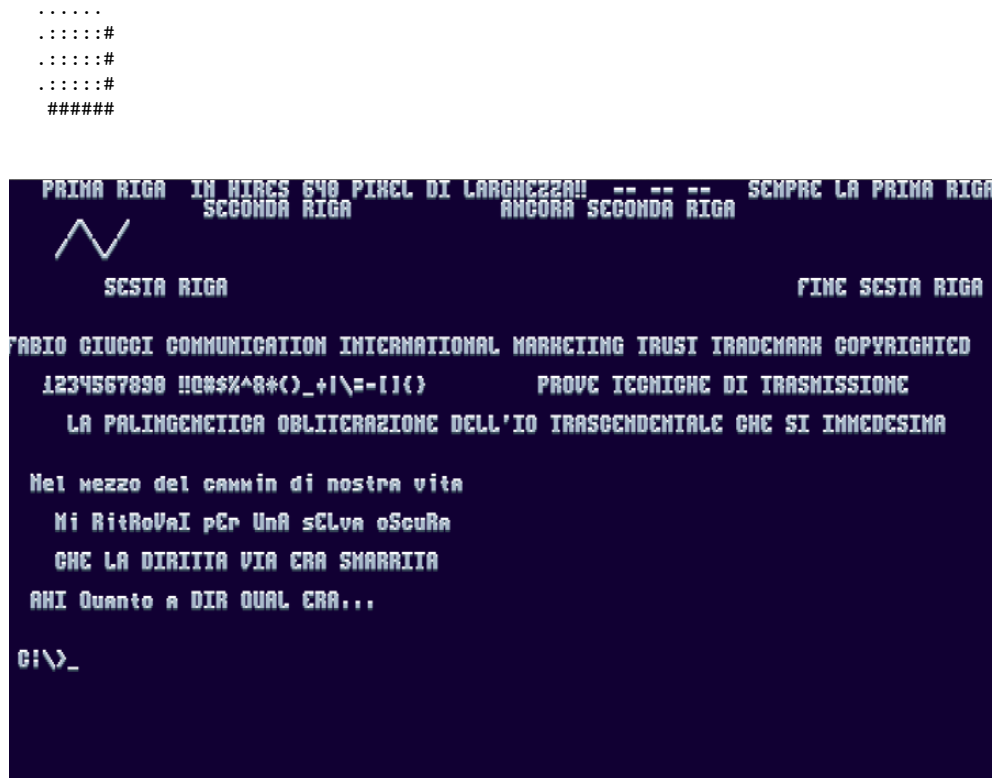 ......
.:::::#
.:::::#
.:::::#
######
PRIMA RIGA IN HIRES 640 PIXEL DI LARGHEZZA!! -- -- -- SEMPRE LA PRIMA RIGA
SECONDA RIGA ANCORA SECONDA RIGA
/\/
SESTA RIGA FINE SESTA RIGA
FABIO CIUCCI COMMUNICATION INTERNATIONAL MARKETING TRUST TRADEMARK COPYRIGHTED
1234567890 !!@#$%^&*()_+|\=-[]{} PROVE TECNICHE DI TRASMISSIONE
LA PALINGENETICA OBLITERAZIONE DELL'IO TRASCENDENTALE CHE SI IMMEDESIMA
Nel mezzo del cammin di nostra vita
Mi RitRoVaI pEr UnA sELva oScuRa
CHE LA DIRITTA VIA ERA SMARRITA
AHI Quanto a DIR QUAL ERA...
C:\>_